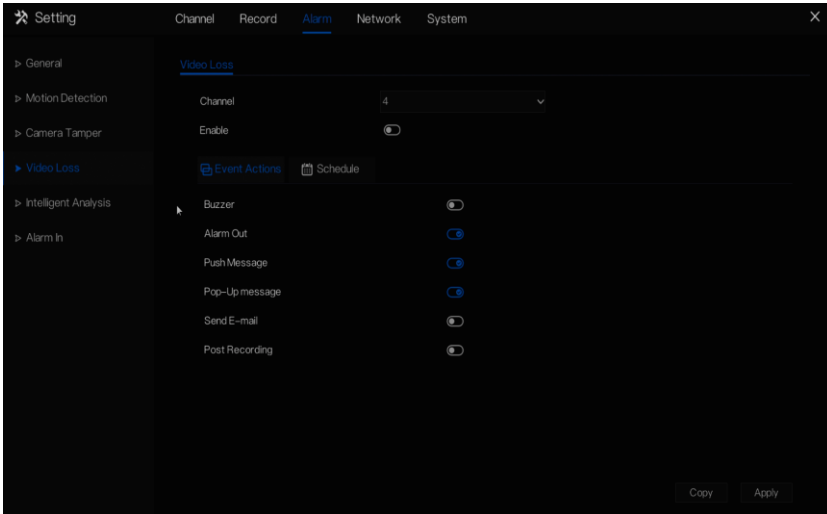 Setting Channel Record Alarm Network System
General
Motion Detection
Camera Tamper
Video Loss
Intelligent Analysis
Alarm In
Video Loss
Channel 4
Enable
Event Actions Schedule
Buzzer
Alarm Out
Push Message
Pop-Up message
Send E-mail
Post Recording
Copy Apply